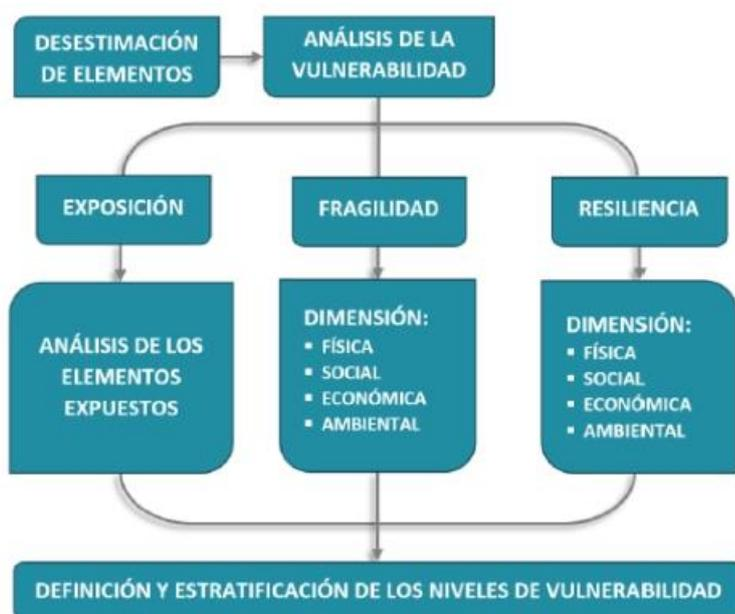 DESESTIMACIÓN
DE ELEMENTOS
ANÁLISIS DE LA
VULNERABILIDAD
EXPOSICIÓN
FRAGILIDAD
RESILIENCIA
ANÁLISIS DE LOS
ELEMENTOS
EXPUESTOS
DIMENSIÓN:
▪ FÍSICA
▪ SOCIAL
▪ ECONÓMICA
▪ AMBIENTAL
DIMENSIÓN:
▪ FÍSICA
▪ SOCIAL
▪ ECONÓMICA
▪ AMBIENTAL
DEFINICIÓN Y ESTRATIFICACIÓN DE LOS NIVELES DE VULNERABILIDAD